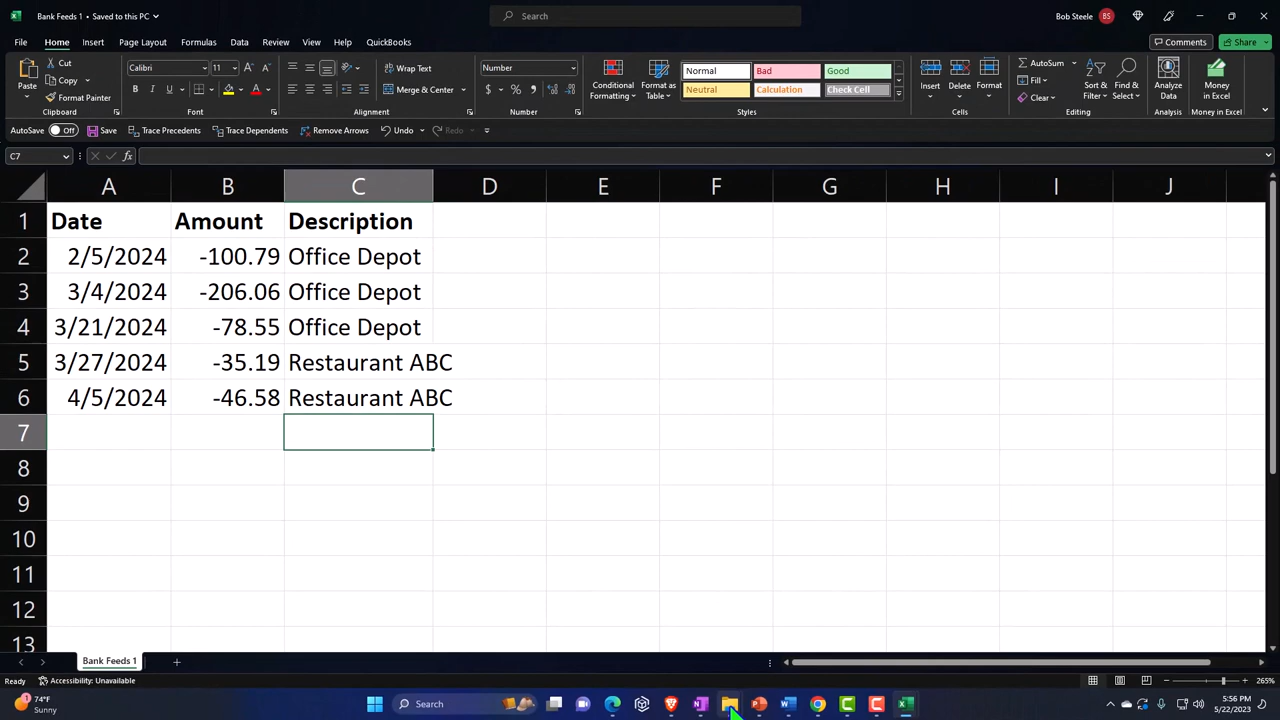 Bank Feeds 1 • Saved to this PC
Search
Bob Steele BS
File Home Insert Page Layout Formulas Data Review View Help QuickBooks
Comments Share
Paste
Cut
Copy
Format Painter
Clipboard
Calibri 11
B I U
Font
Wrap Text
Merge & Center
Alignment
Number
$ % 9
Number
Conditional Formatting
Format as Table
Normal Bad Good
Neutral Calculation Check Cell
Styles
Insert Delete Format
Cells
AutoSum
Fill
Clear
Sort & Filter
Find & Select
Editing
Analyze Data
Analysis
Money in Excel
Money in Excel
AutoSave Off Save Trace Precedents Trace Dependents Remove Arrows Undo Redo
C7 fx
A B C D E F G H I J
1 Date Amount Description
2 2/5/2024 -100.79 Office Depot
3 3/4/2024 -206.06 Office Depot
4 3/21/2024 -78.55 Office Depot
5 3/27/2024 -35.19 Restaurant ABC
6 4/5/2024 -46.58 Restaurant ABC
7
8
9
10
11
12
13
Bank Feeds 1
Ready Accessibility: Unavailable 205%
74°F
Sunny
Search
5:56 PM
5/22/2023